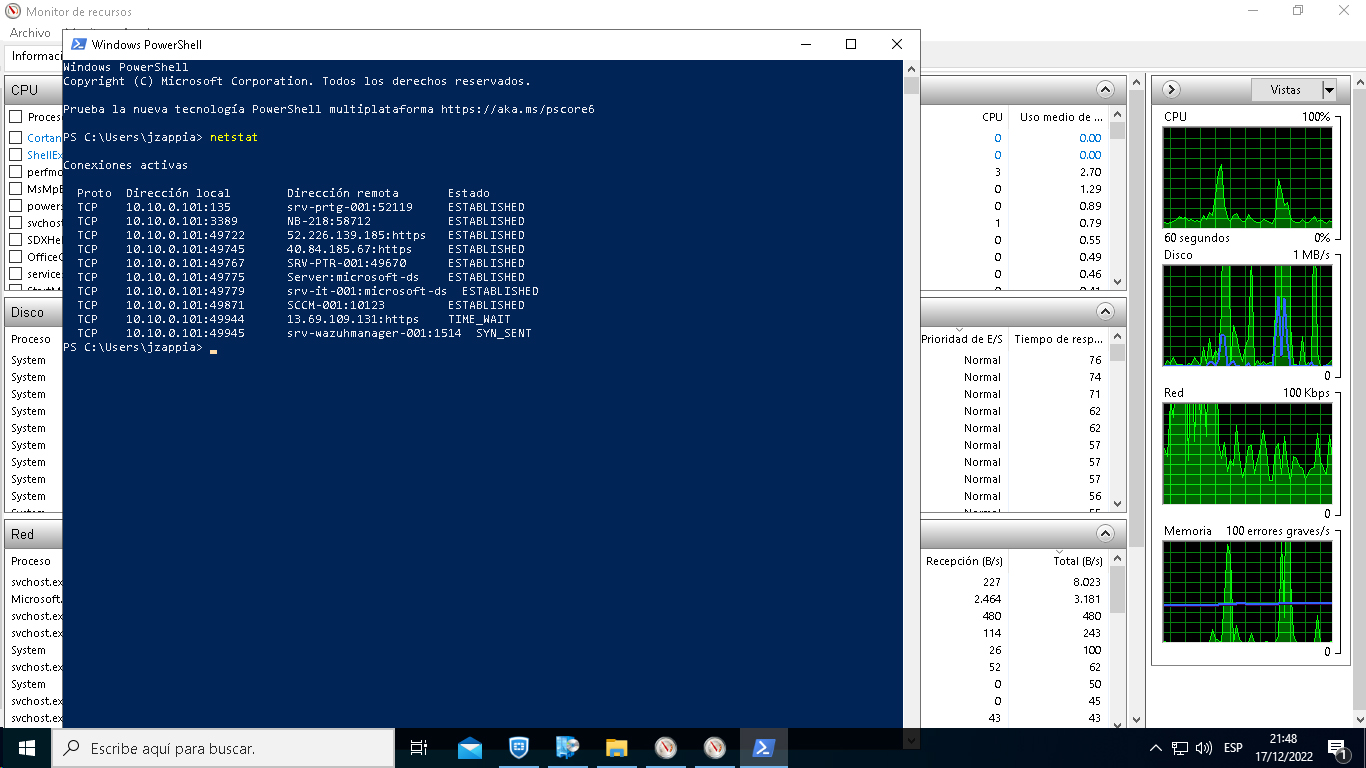 Monitor de recursos
Archivo
Windows PowerShell
Informaci
Windows PowerShell
Copyright (C) Microsoft Corporation. Todos los derechos reservados.
Prueba la nueva tecnología PowerShell multiplataforma https://aka.ms/pscore6
PS C:\Users\jzappia> netstat
Conexiones activas
Proto Dirección local Dirección remota Estado
TCP 10.10.0.101:135 srv-prtg-001:52119 ESTABLISHED
TCP 10.10.0.101:3389 NB-218:58712 ESTABLISHED
TCP 10.10.0.101:49722 52.226.139.185:https ESTABLISHED
TCP 10.10.0.101:49745 40.84.185.67:https ESTABLISHED
TCP 10.10.0.101:49767 SRV-PTR-001:49670 ESTABLISHED
TCP 10.10.0.101:49775 Server:microsoft-ds ESTABLISHED
TCP 10.10.0.101:49779 srv-it-001:microsoft-ds ESTABLISHED
TCP 10.10.0.101:49871 SCCM-001:10123 ESTABLISHED
TCP 10.10.0.101:49944 13.69.109.131:https TIME_WAIT
TCP 10.10.0.101:49945 srv-wazuhmanager-001:1514 SYN_SENT
PS C:\Users\jzappia>
CPU
Proces
Cortan
ShellEx
perfmo
MsMpE
powers
svchost
SDXHel
OfficeC
services
CPU Uso medio de ...
0 0.00
0 0.00
3 2.70
0 1.29
0 0.89
1 0.79
0 0.55
0 0.49
0 0.46
Disco
Proceso
System
System
System
System
System
System
System
System
System
Prioridad de E/S Tiempo de resp...
Normal 76
Normal 74
Normal 71
Normal 62
Normal 62
Normal 57
Normal 57
Normal 57
Normal 56
Red
Proceso
svchost.ex
Microsoft.
svchost.ex
svchost.ex
System
svchost.ex
System
svchost.ex
svchost.ex
Recepción (B/s) Total (B/s)
227 8.023
2.464 3.181
480 480
114 243
26 100
52 62
0 50
0 45
43 43
Vistas
CPU 100%
60 segundos 0%
Disco 1 MB/s
0
Red 100 Kbps
0
Memoria 100 errores graves/s
0
Escribe aquí para buscar.
ESP
21:48
17/12/2022
1